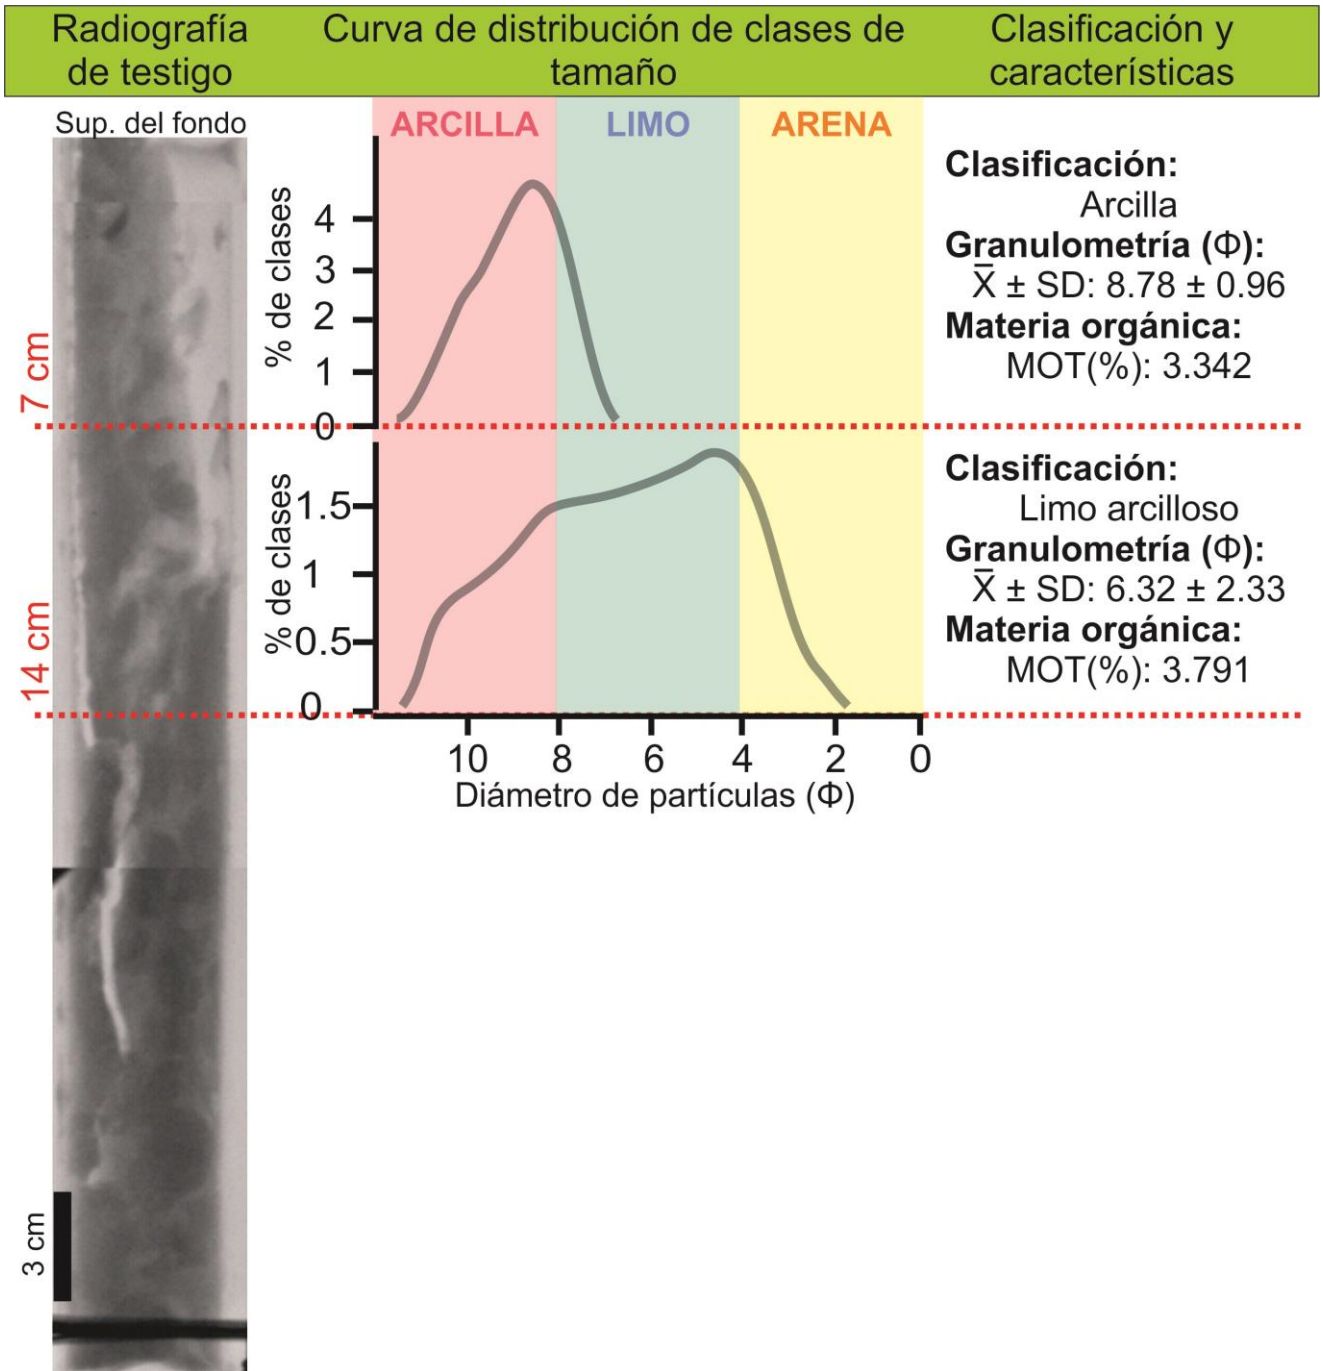 Radiografía
de testigo
Curva de distribución de clases de
tamaño
Clasificación y
características
Sup. del fondo
ARCILLA
LIMO
ARENA
% de clases
4
3
2
1
0
7 cm
Clasificación:
Arcilla
Granulometría (Φ):
X̅ ± SD: 8.78 ± 0.96
Materia orgánica:
MOT(%): 3.342
% de clases
1.5
1
0.5
0
14 cm
Clasificación:
Limo arcilloso
Granulometría (Φ):
X̅ ± SD: 6.32 ± 2.33
Materia orgánica:
MOT(%): 3.791
10 8 6 4 2 0
Diámetro de partículas (Φ)
3 cm